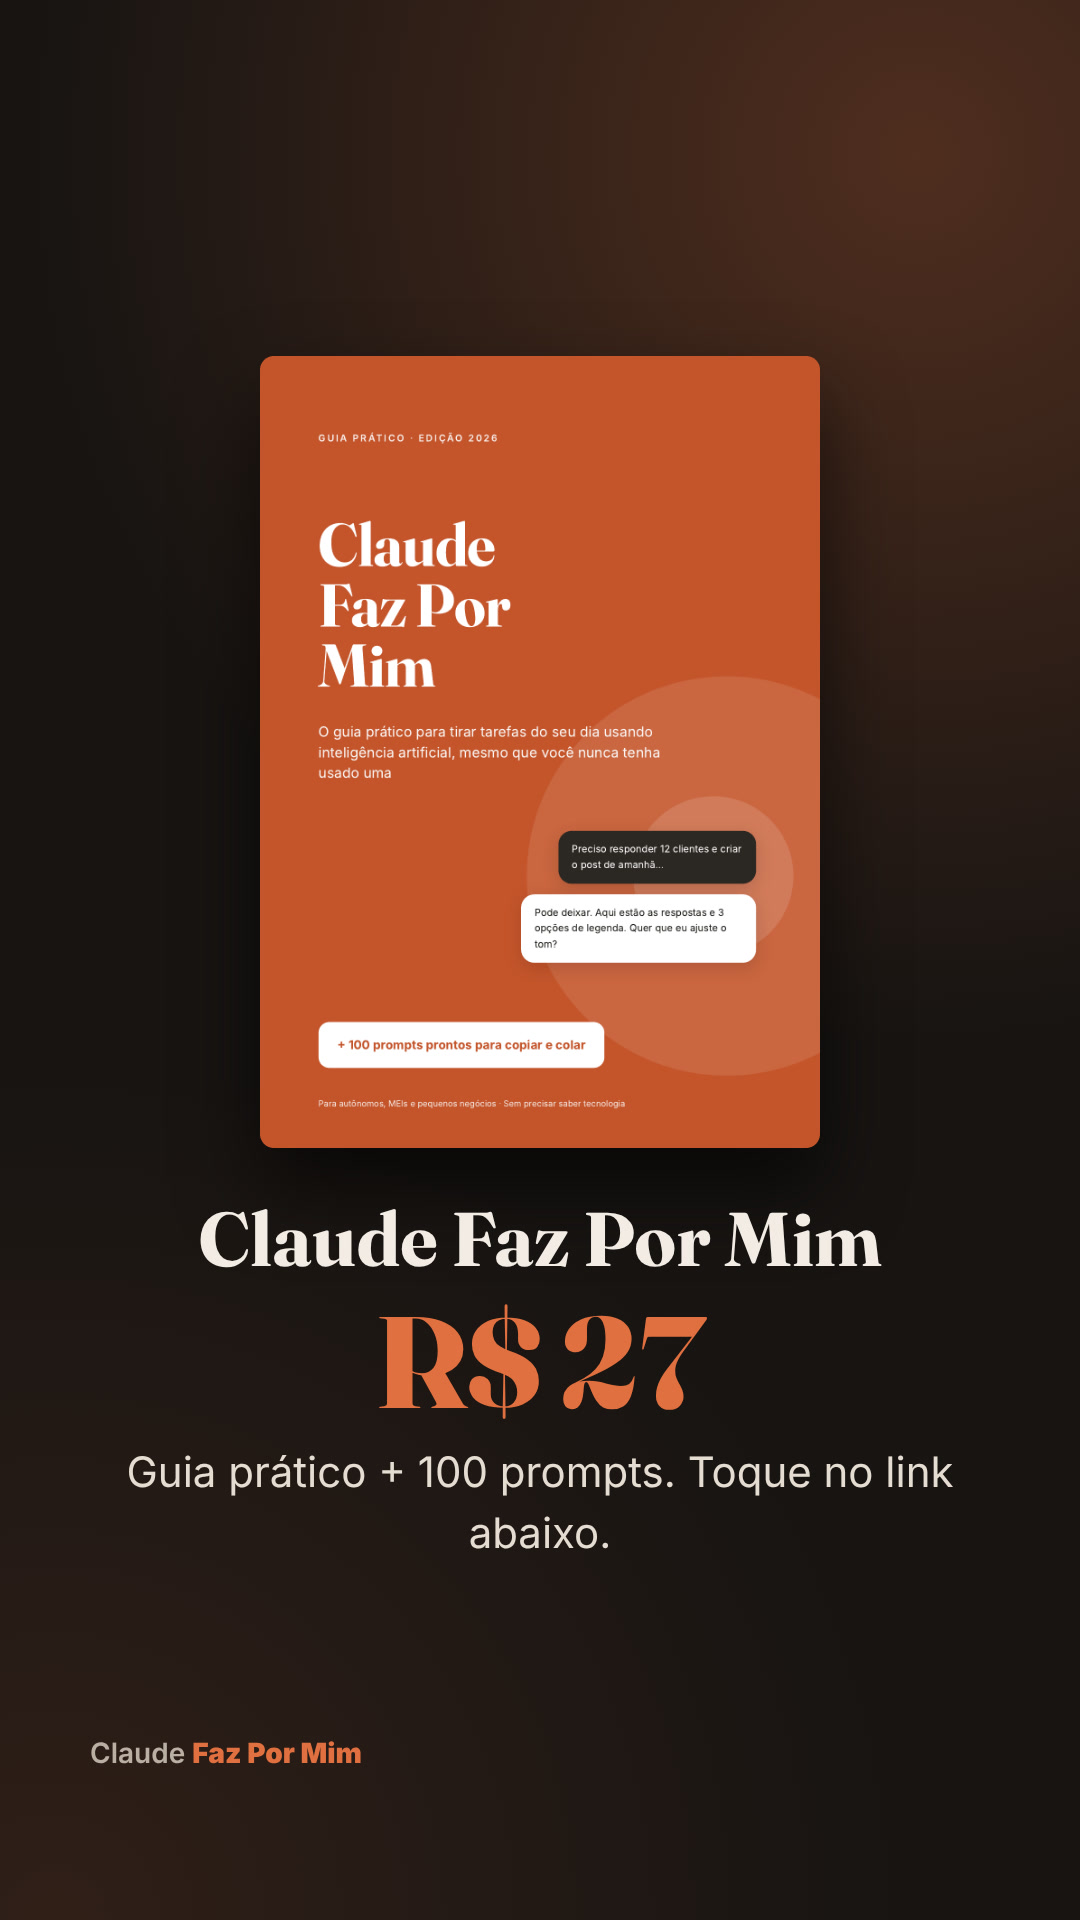 GUIA PRÁTICO · EDIÇÃO 2026
Claude
Faz Por
Mim
O guia prático para tirar tarefas do seu dia usando
inteligência artificial, mesmo que você nunca tenha
usado uma
Preciso responder 12 clientes e criar
o post de amanhã...
Pode deixar. Aqui estão as respostas e 3
opções de legenda. Quer que eu ajuste o
tom?
+ 100 prompts prontos para copiar e colar
Para autônomos, MEIs e pequenos negócios · Sem precisar saber tecnologia
Claude Faz Por Mim
R$ 27
Guia prático + 100 prompts. Toque no link
abaixo.
Claude Faz Por Mim